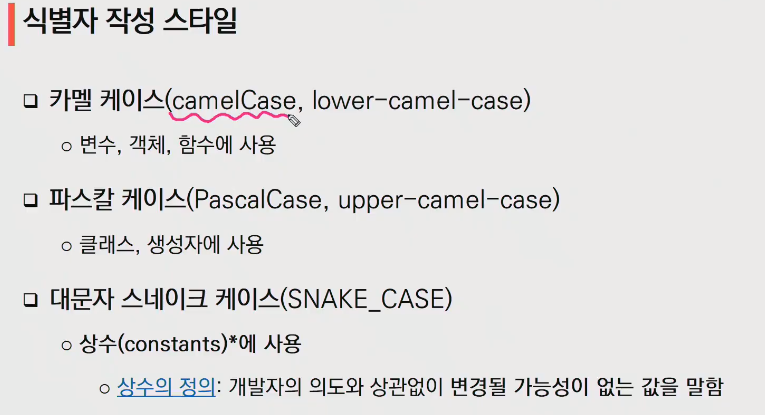 식별자 작성 스타일
❑ 카멜 케이스(camelCase, lower-camel-case)
○ 변수, 객체, 함수에 사용
❑ 파스칼 케이스(PascalCase, upper-camel-case)
○ 클래스, 생성자에 사용
❑ 대문자 스네이크 케이스(SNAKE_CASE)
○ 상수(constants)*에 사용
○ 상수의 정의: 개발자의 의도와 상관없이 변경될 가능성이 없는 값을 말함